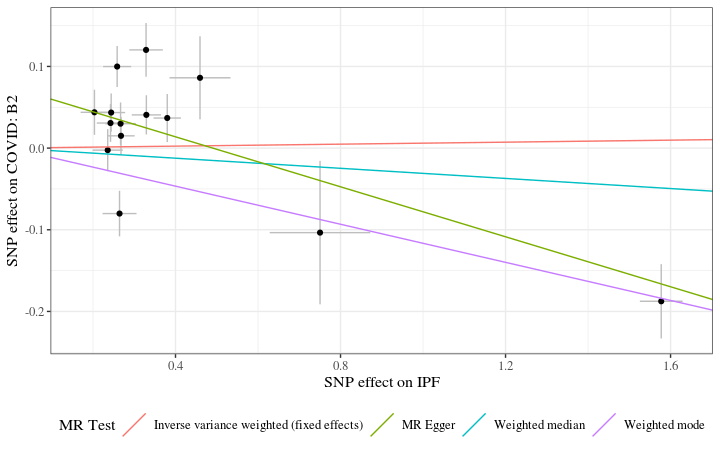 SNP effect on COVID: B2
0.1
0.0
-0.1
-0.2
0.4
0.8
1.2
1.6
SNP effect on IPF
MR Test
Inverse variance weighted (fixed effects)
MR Egger
Weighted median
Weighted mode